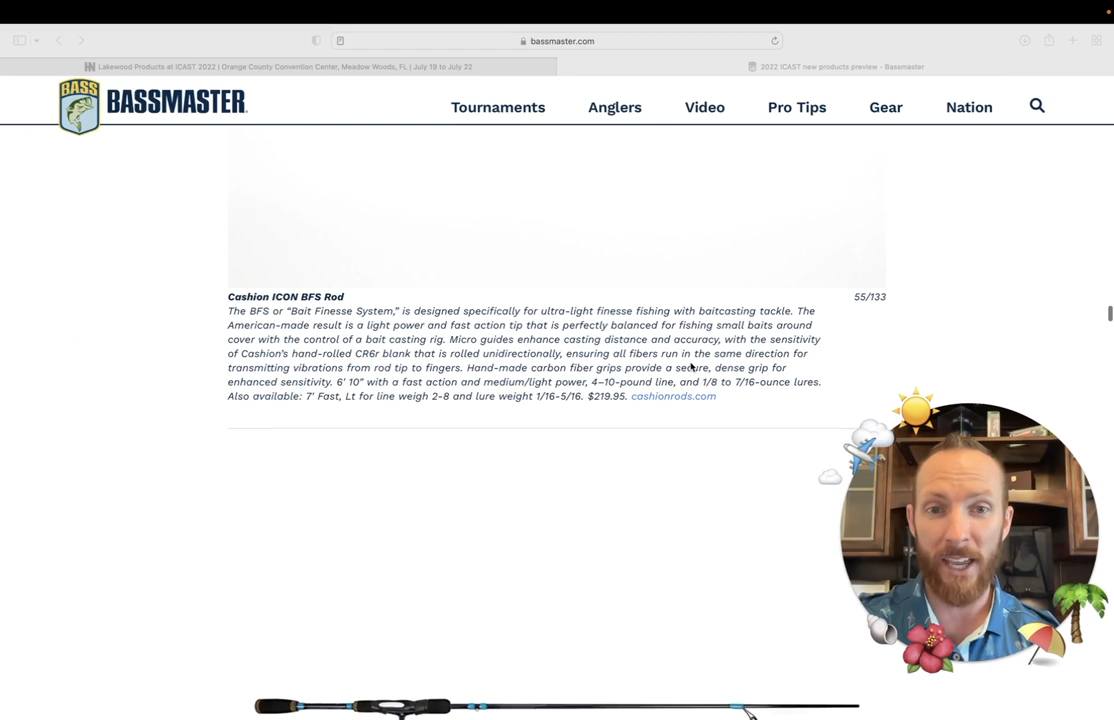 bassmaster.com
Lakewood Products at ICAST 2022 | Orange County Convention Center, Meadow Woods, FL | July 19 to July 22
2022 ICAST new products preview - Bassmaster
BASS
BASSMASTER
Tournaments
Anglers
Video
Pro Tips
Gear
Nation
Cashion ICON BFS Rod
55/133
The BFS or “Bait Finesse System,” is designed specifically for ultra-light finesse fishing with baitcasting tackle. The
American-made result is a light power and fast action tip that is perfectly balanced for fishing small baits around
cover with the control of a bait casting rig. Micro guides enhance casting distance and accuracy, with the sensitivity
of Cashion’s hand-rolled CR6r blank that is rolled unidirectionally, ensuring all fibers run in the same direction for
transmitting vibrations from rod tip to fingers. Hand-made carbon fiber grips provide a secure, dense grip for
enhanced sensitivity. 6’ 10” with a fast action and medium/light power, 4–10-pound line, and 1/8 to 7/16-ounce lures.
Also available: 7’ Fast, Lt for line weigh 2-8 and lure weight 1/16-5/16. $219.95. cashionrods.com